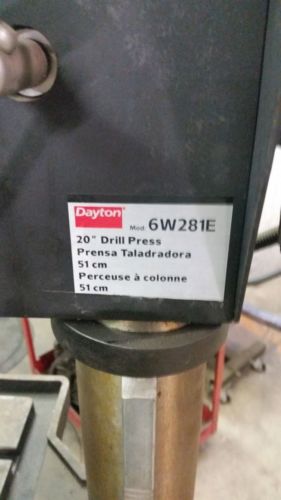 Dayton
Mod. 6W281E
20" Drill Press
Prensa Taladradora
51 cm
Perceuse à colonne
51 cm